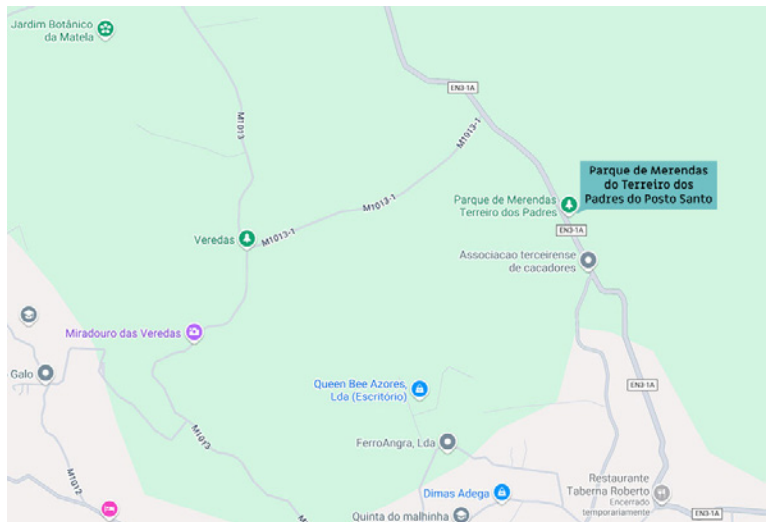 Jardim Botânico
da Matela
EN3-1A
M1013
M1013-1
Parque de Merendas
do Terreiro dos
Padres do Posto Santo
Parque de Merendas
Terreiro dos Padres
M1013-1
EN3-1A
Veredas
M1013-1
Associacao terceirense
de cacadores
Miradouro das Veredas
Galo
Queen Bee Azores,
Lda (Escritório)
EN3-1A
M1013
FerroAngra, Lda
M1012
Restaurante
Taberna Roberto
Encerrado
temporariamente
Dimas Adega
Quinta do malhinha
EN3-1A